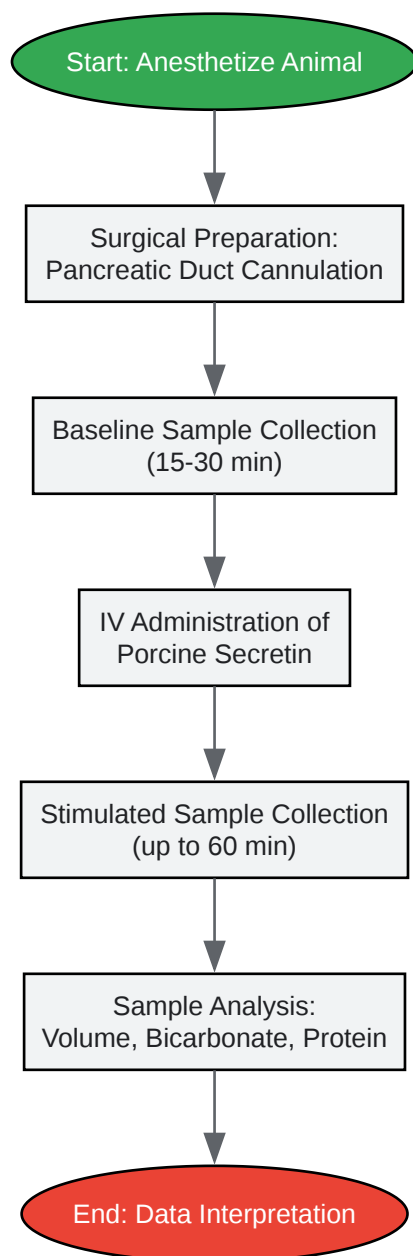 Start: Anesthetize Animal
Surgical Preparation:
Pancreatic Duct Cannulation
Baseline Sample Collection
(15-30 min)
IV Administration of
Porcine Secretin
Stimulated Sample Collection
(up to 60 min)
Sample Analysis:
Volume, Bicarbonate, Protein
End: Data Interpretation